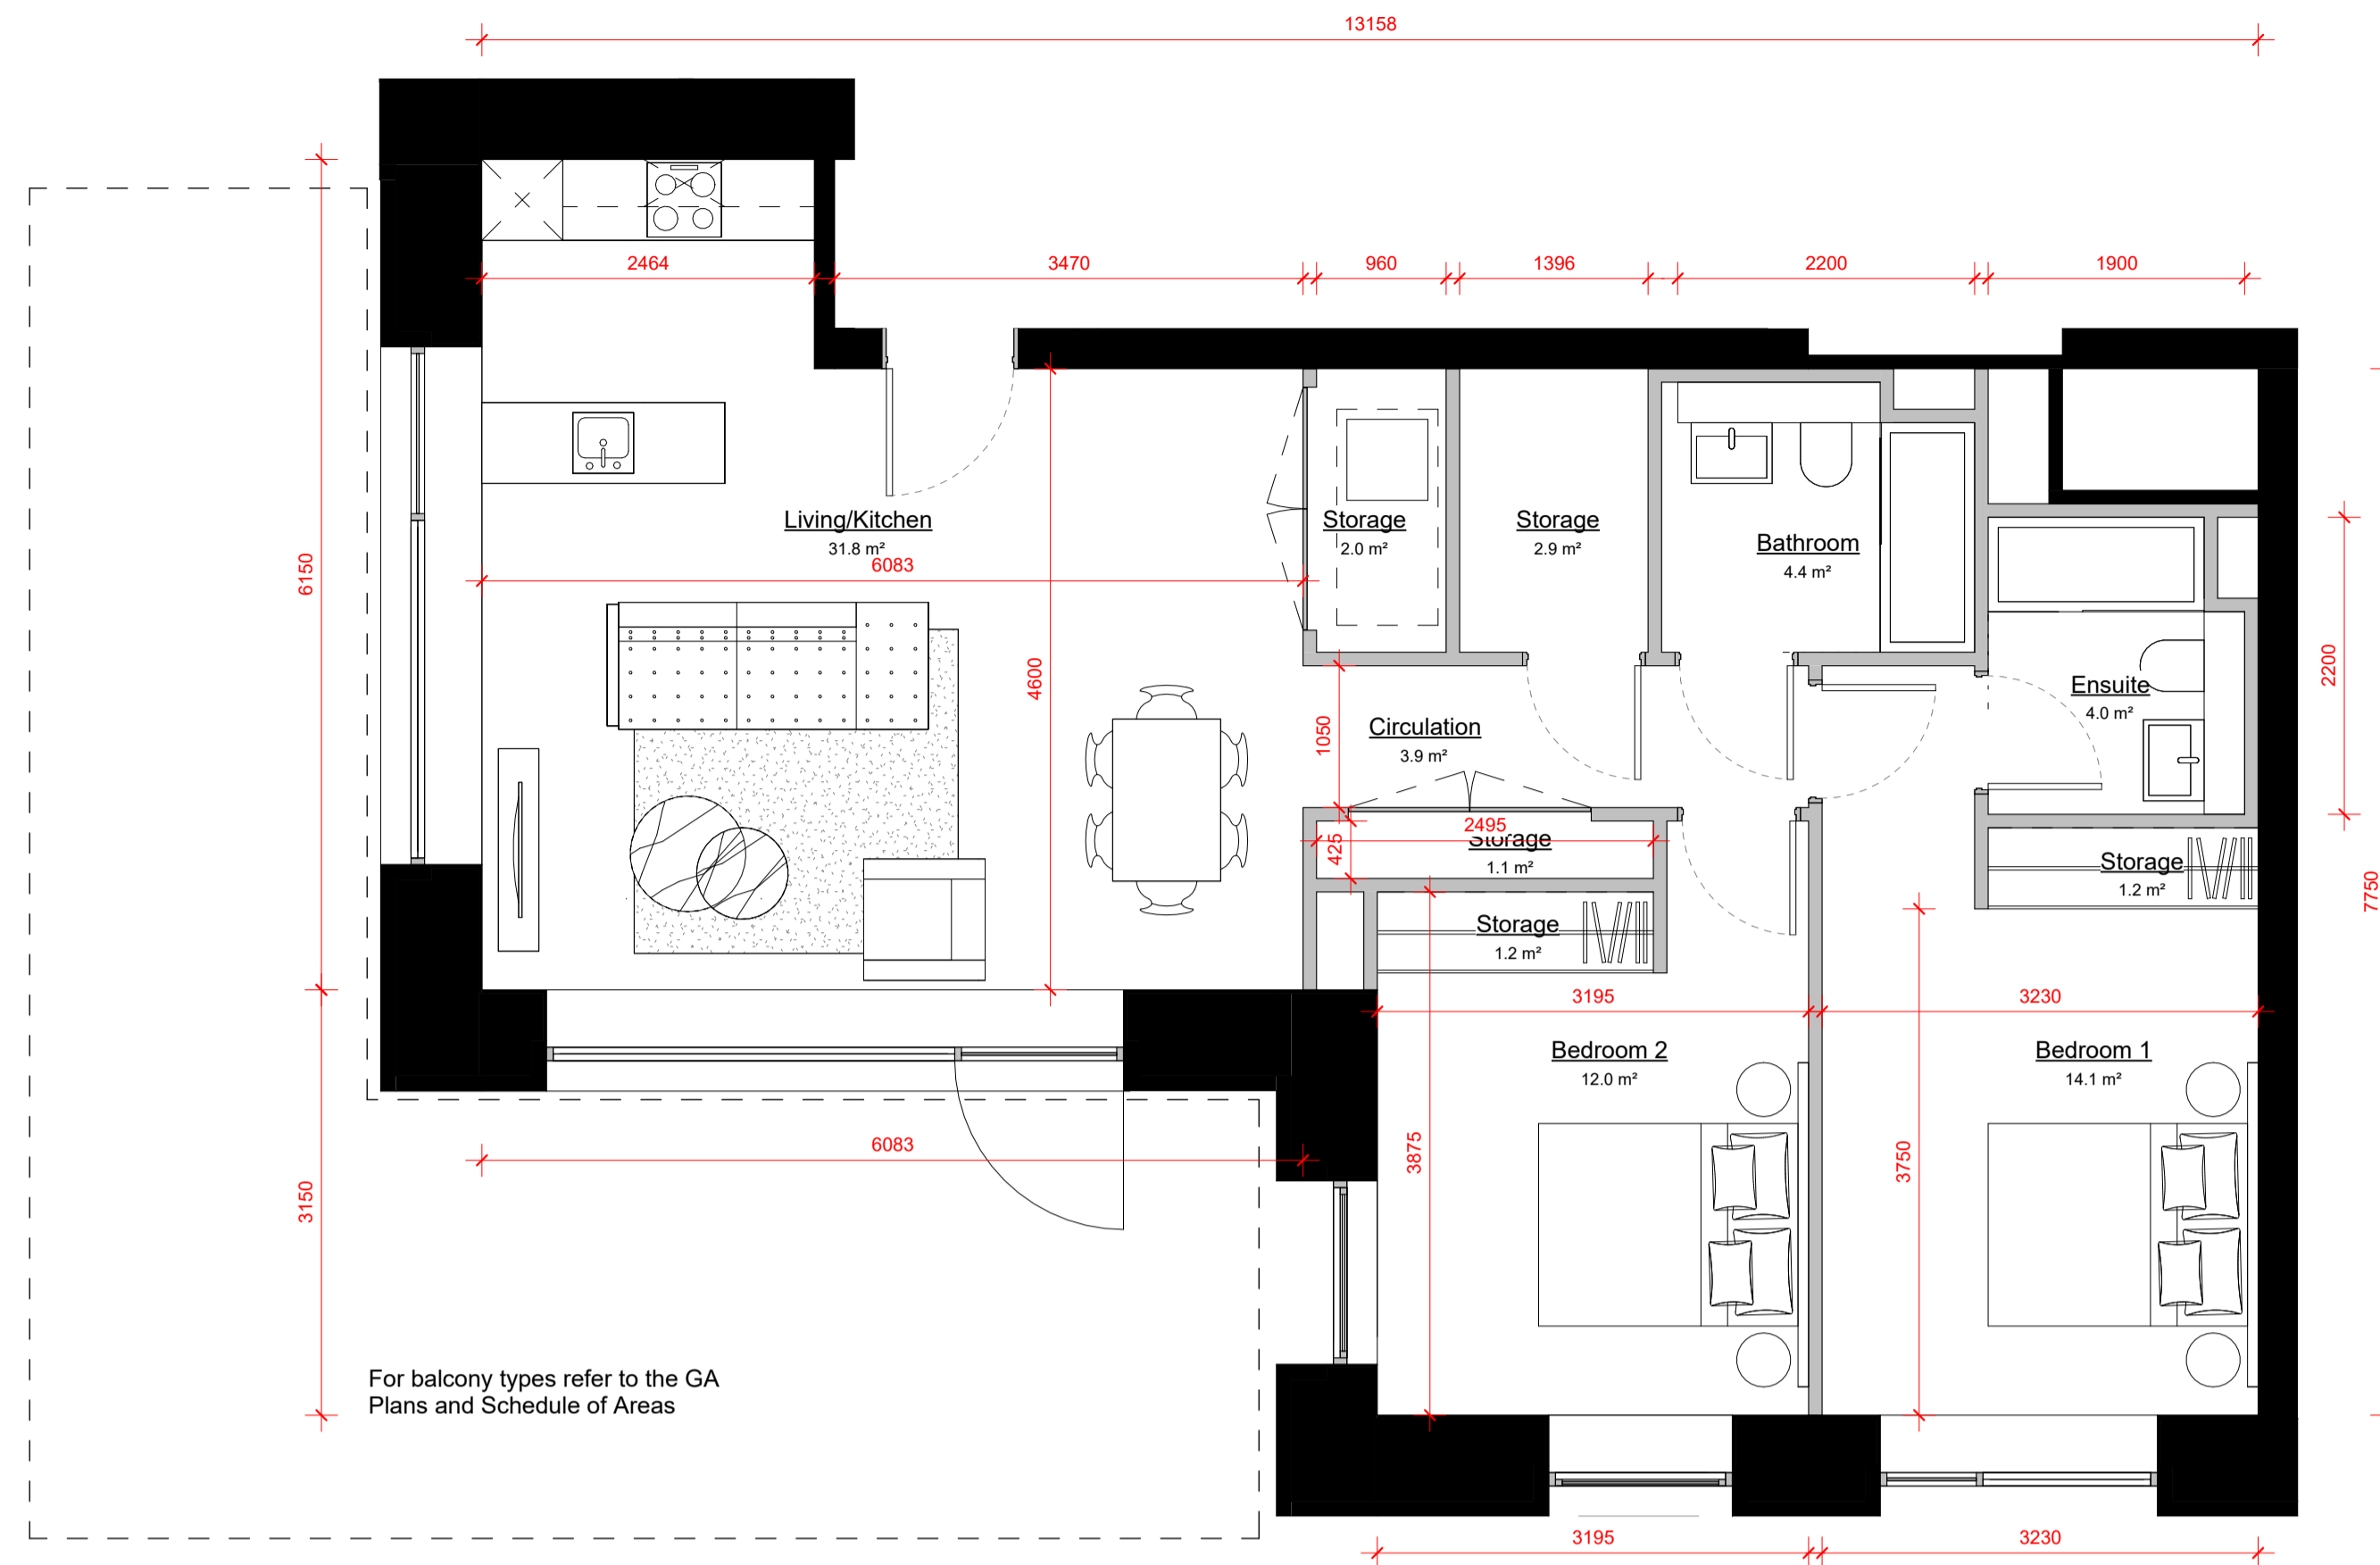 13158
2464
3470
960
1396
2200
1900
Living/Kitchen
31.8 m²
6083
Storage
2.0 m²
Storage
2.9 m²
Bathroom
4.4 m²
6150
4600
2200
Ensuite
4.0 m²
1050
Circulation
3.9 m²
2495
425
Storage
1.1 m²
Storage
1.2 m²
7750
Storage
1.2 m²
3195
3230
Bedroom 2
12.0 m²
Bedroom 1
14.1 m²
6083
3875
3750
3150
For balcony types refer to the GA
Plans and Schedule of Areas
3195
3230